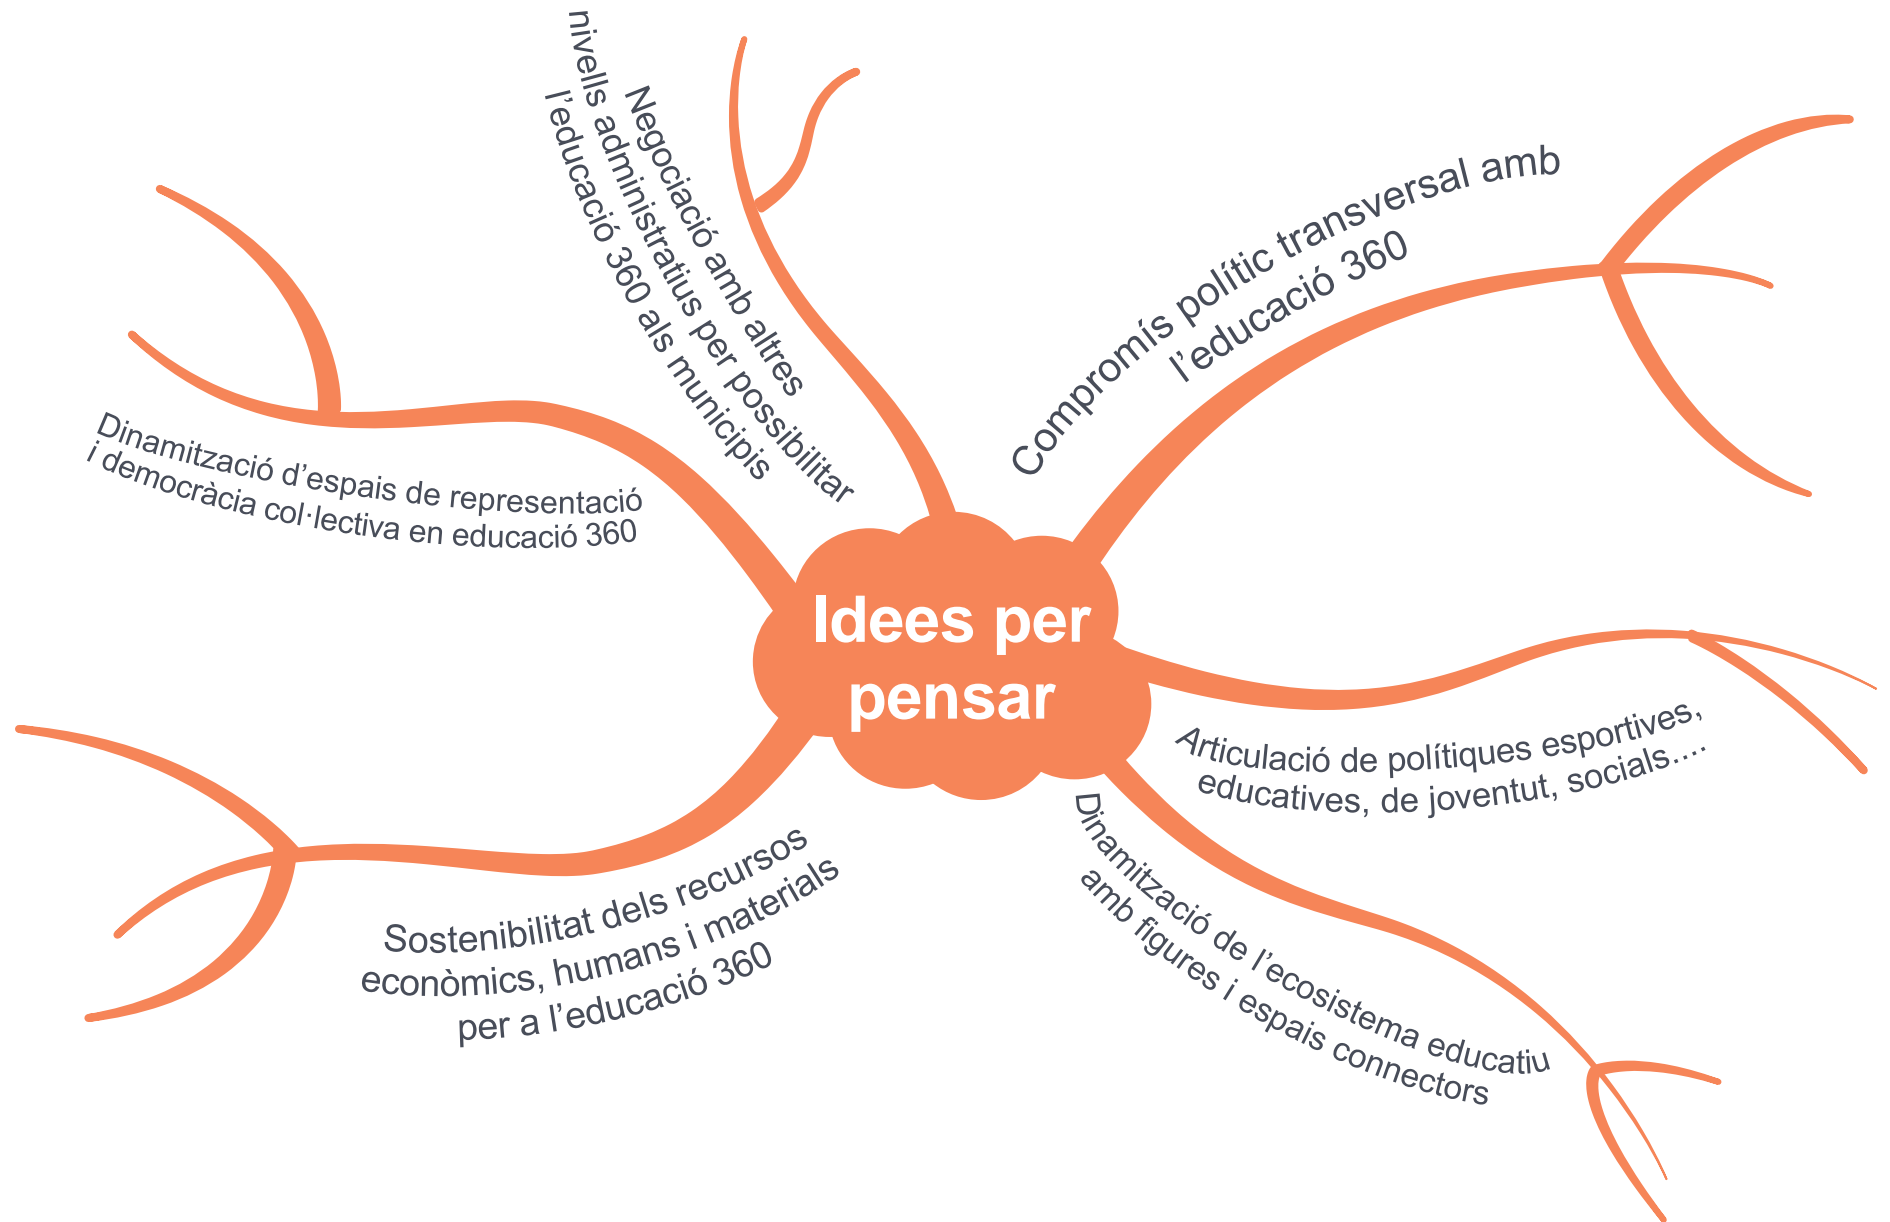 Idees per
pensar
Negociació amb altres
nivells administratius per possibilitar
l’educació 360 als municipis
Compromís polític transversal amb
l’educació 360
Dinamització d’espais de representació
i democràcia col·lectiva en educació 360
Articulació de polítiques esportives,
educatives, de joventut, socials....
Sostenibilitat dels recursos
econòmics, humans i materials
per a l’educació 360
Dinamització de l’ecosistema educatiu
amb figures i espais connectors